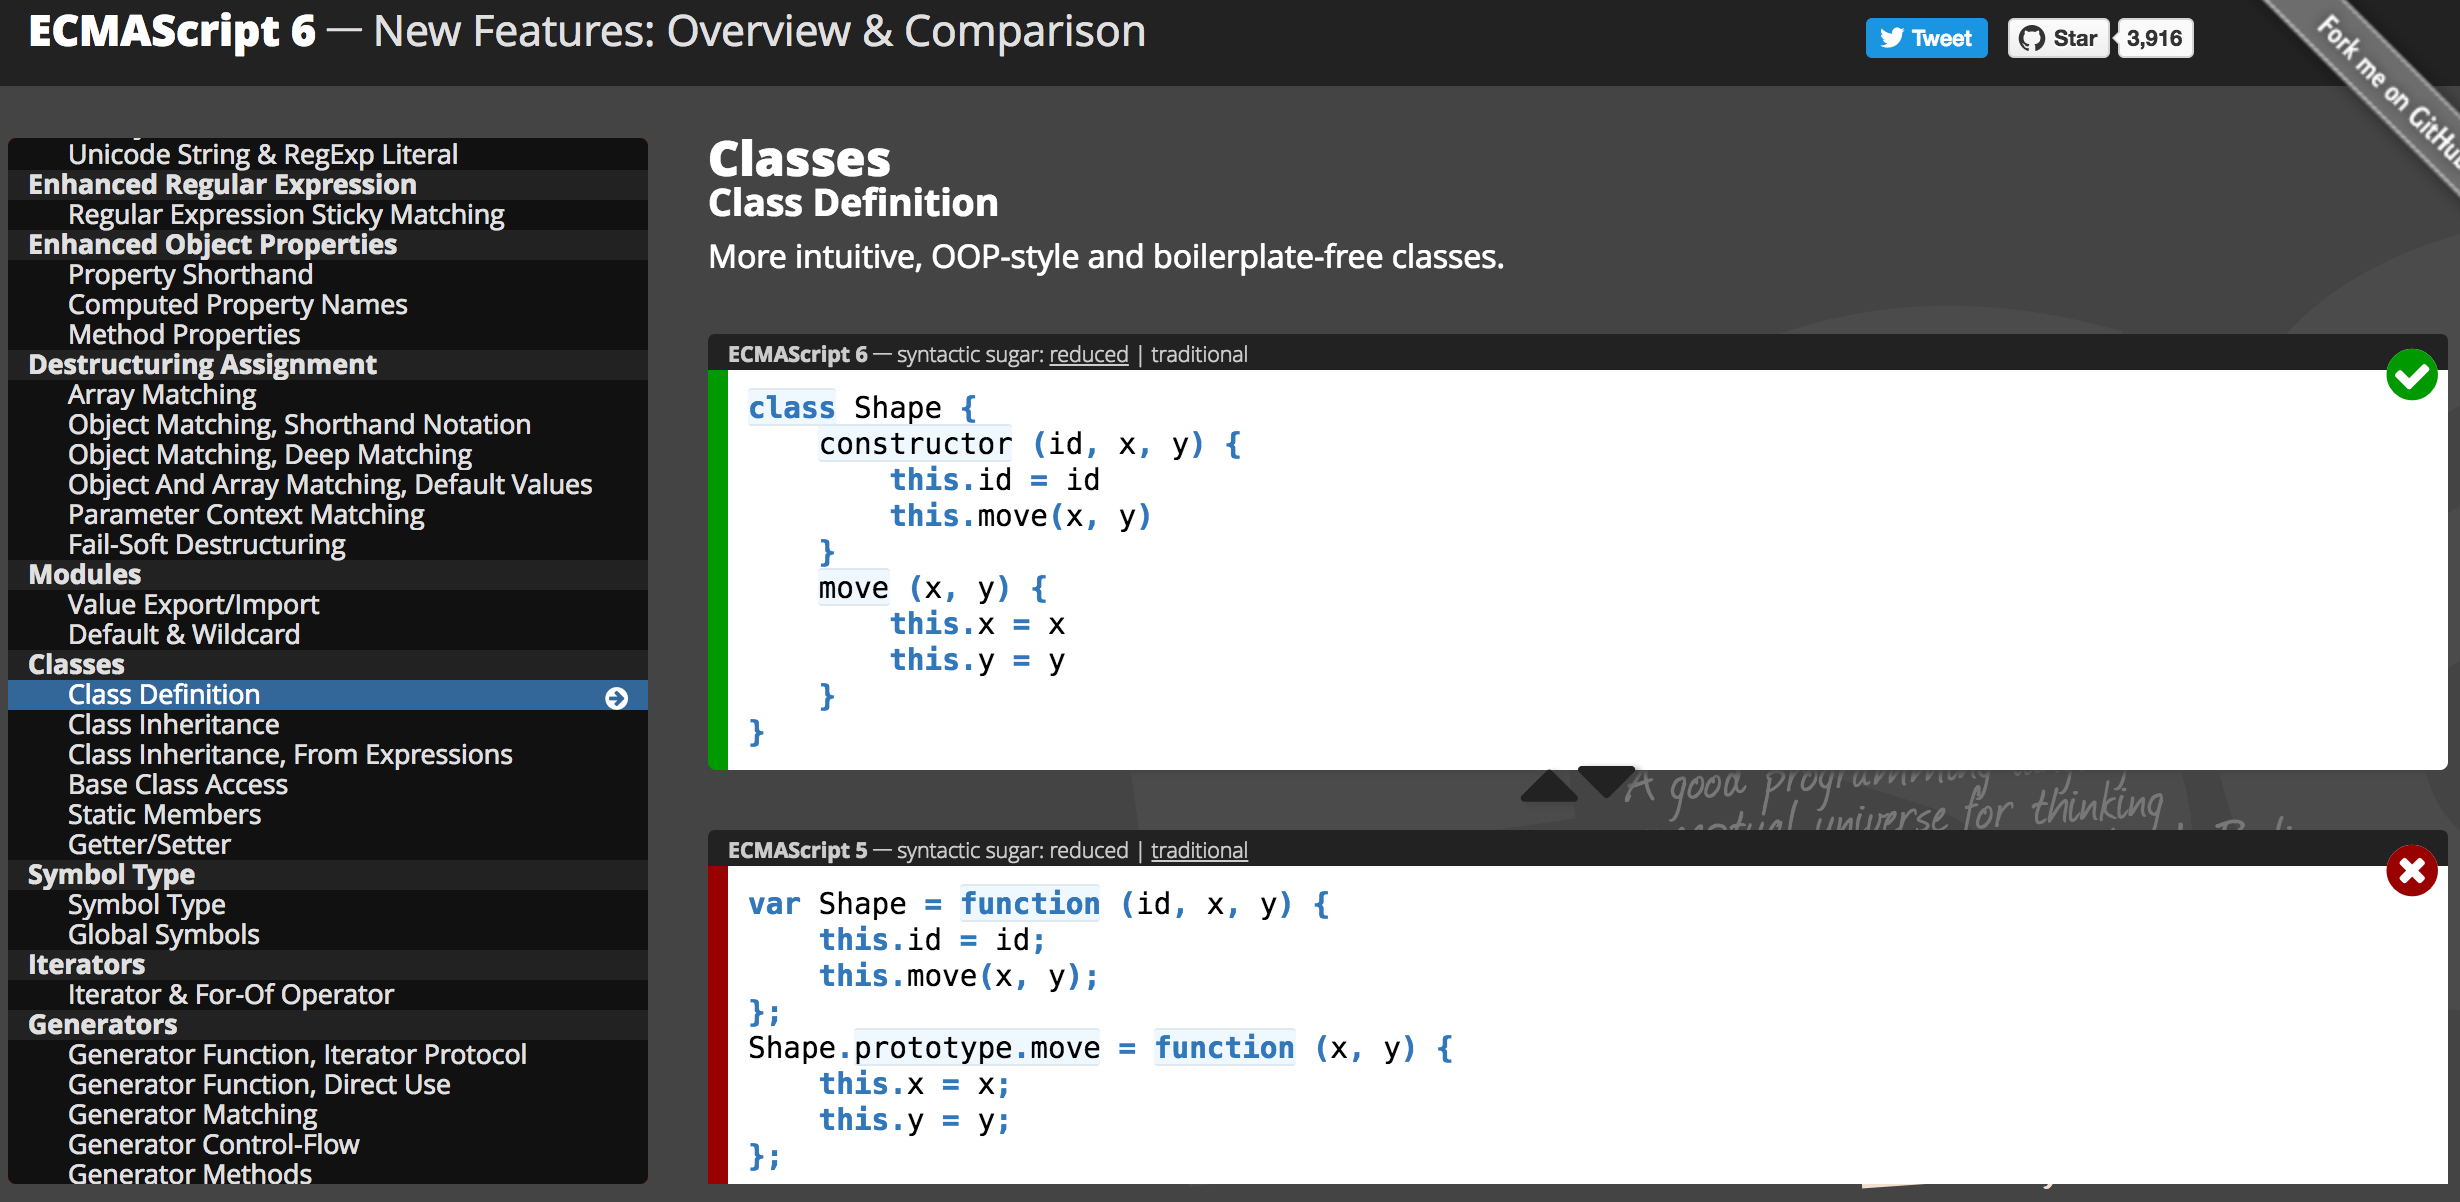 ECMAScript 6 — New Features: Overview & Comparison
Tweet
Star
3,916
Fork me on GitHub
Unicode String & RegExp Literal
Enhanced Regular Expression
Regular Expression Sticky Matching
Enhanced Object Properties
Property Shorthand
Computed Property Names
Method Properties
Destructuring Assignment
Array Matching
Object Matching, Shorthand Notation
Object Matching, Deep Matching
Object And Array Matching, Default Values
Parameter Context Matching
Fail-Soft Destructuring
Modules
Value Export/Import
Default & Wildcard
Classes
Class Definition
Class Inheritance
Class Inheritance, From Expressions
Base Class Access
Static Members
Getter/Setter
Symbol Type
Symbol Type
Global Symbols
Iterators
Iterator & For-Of Operator
Generators
Generator Function, Iterator Protocol
Generator Function, Direct Use
Generator Matching
Generator Control-Flow
Generator Methods
Classes
Class Definition
More intuitive, OOP-style and boilerplate-free classes.
ECMAScript 6 — syntactic sugar: reduced | traditional
class Shape {
    constructor (id, x, y) {
        this.id = id
        this.move(x, y)
    }
    move (x, y) {
        this.x = x
        this.y = y
    }
}
A good programming
universe for thinking
ECMAScript 5 — syntactic sugar: reduced | traditional
var Shape = function (id, x, y) {
    this.id = id;
    this.move(x, y);
};
Shape.prototype.move = function (x, y) {
    this.x = x;
    this.y = y;
};